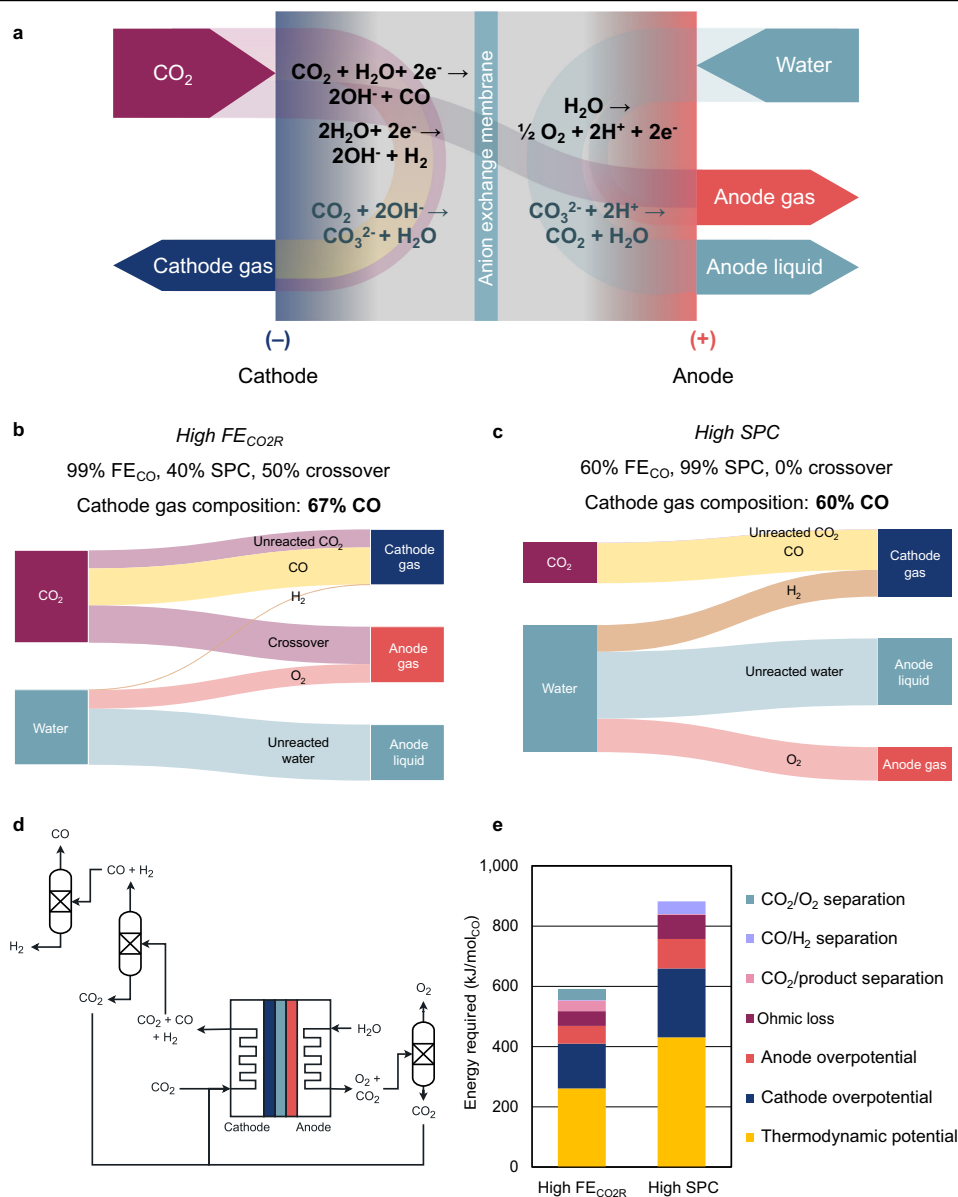 a
CO₂
Water
CO₂ + H₂O+ 2e⁻ →
2OH⁻ + CO
2H₂O+ 2e⁻→
2OH⁻ + H₂
CO₂ + 2OH⁻ →
CO₃²⁻ + H₂O
Anion exchange membrane
H₂O →
½ O₂ + 2H⁺ + 2e⁻
CO₃²⁻ + 2H⁺ →
CO₂ + H₂O
Anode gas
Cathode gas
Anode liquid
(–)
(+)
Cathode
Anode
b
High FE_CO2R
99% FE_CO, 40% SPC, 50% crossover
Cathode gas composition: 67% CO
CO₂
Water
Unreacted CO₂
CO
H₂
Crossover
O₂
Unreacted
water
Cathode
gas
Anode
gas
Anode
liquid
c
High SPC
60% FE_CO, 99% SPC, 0% crossover
Cathode gas composition: 60% CO
CO₂
Water
Unreacted CO₂
CO
H₂
Unreacted water
O₂
Cathode
gas
Anode
liquid
Anode gas
d
CO
CO + H₂
H₂
CO₂
CO₂ + CO
+ H₂
CO₂
H₂O
O₂
O₂ +
CO₂
CO₂
Cathode
Anode
e
Energy required (kJ/mol_CO)
1,000
800
600
400
200
0
High FE_CO2R
High SPC
CO₂/O₂ separation
CO/H₂ separation
CO₂/product separation
Ohmic loss
Anode overpotential
Cathode overpotential
Thermodynamic potential